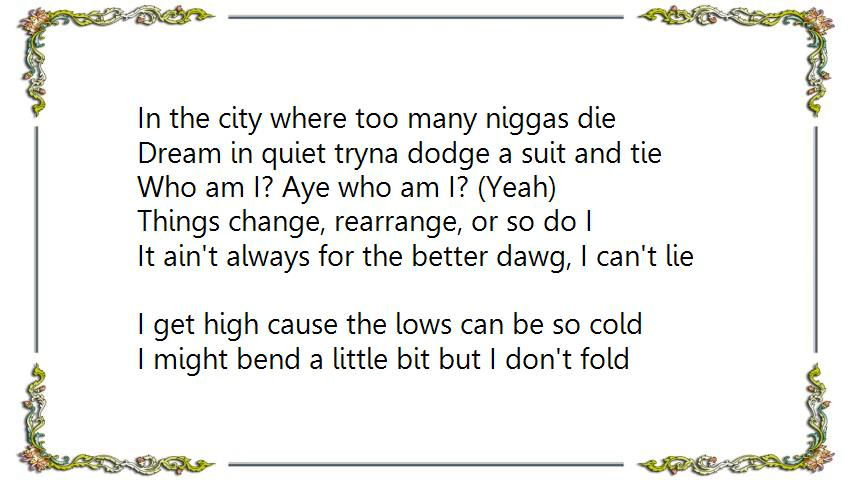 In the city where too many niggas die
Dream in quiet tryna dodge a suit and tie
Who am I? Aye who am I? (Yeah)
Things change, rearrange, or so do I
It ain't always for the better dawg, I can't lie
I get high cause the lows can be so cold
I might bend a little bit but I don't fold